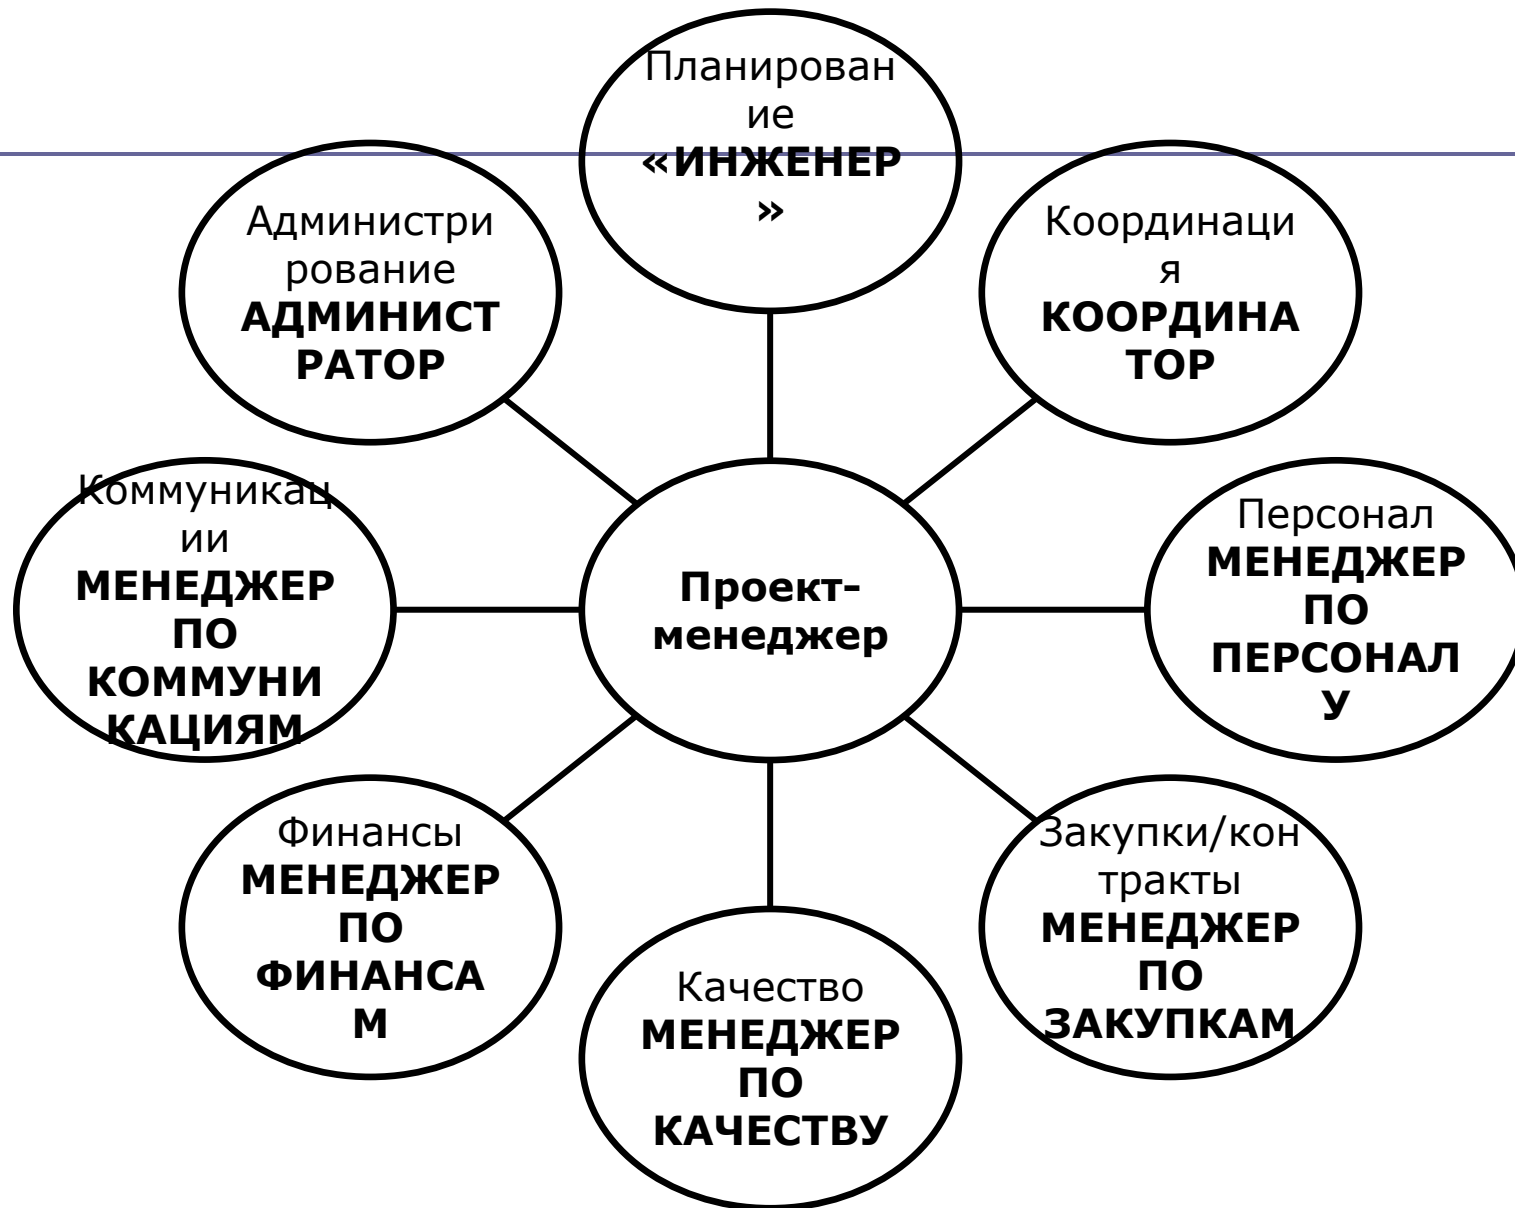 Планирован
ие
«ИНЖЕНЕР
»
Администри
рование
АДМИНИСТ
РАТОР
Координаци
я
КООРДИНА
ТОР
Коммуникац
ии
МЕНЕДЖЕР
ПО
КОММУНИ
КАЦИЯМ
Проект–
менеджер
Персонал
МЕНЕДЖЕР
ПО
ПЕРСОНАЛ
У
Финансы
МЕНЕДЖЕР
ПО
ФИНАНСА
М
Качество
МЕНЕДЖЕР
ПО
КАЧЕСТВУ
Закупки/кон
тракты
МЕНЕДЖЕР
ПО
ЗАКУПКАМ